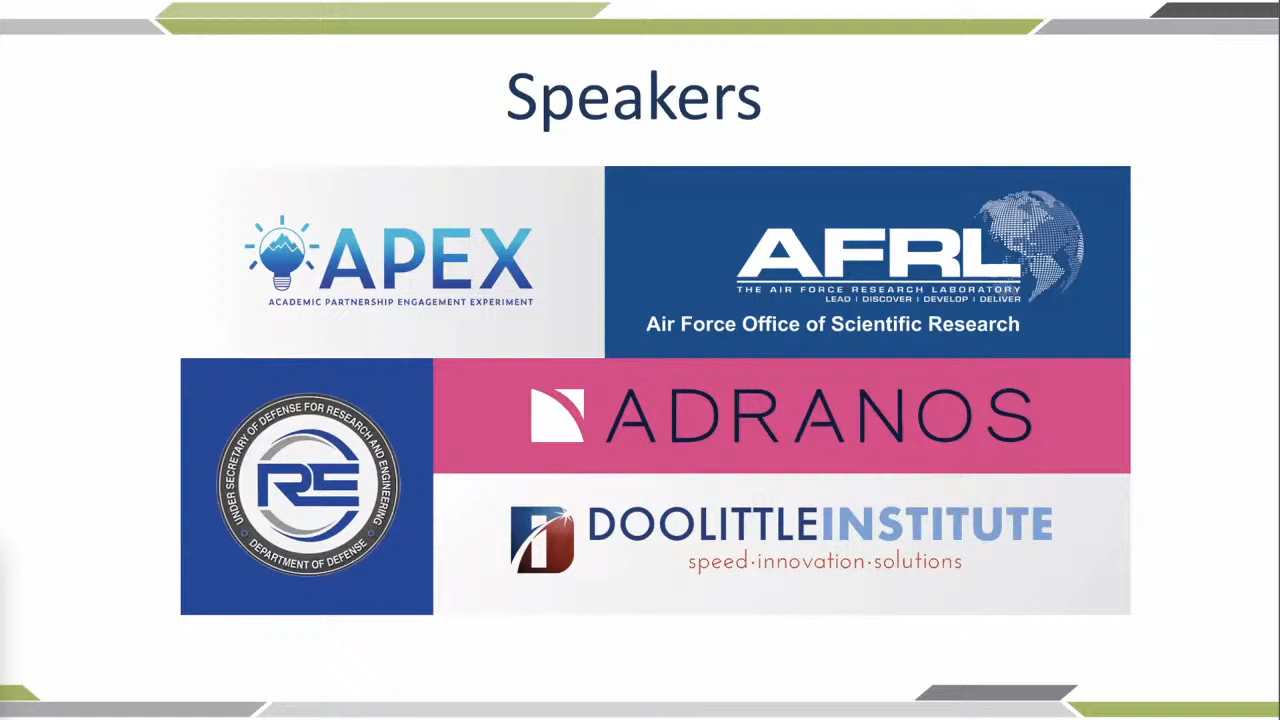 Speakers
APEX
ACADEMIC PARTNERSHIP ENGAGEMENT EXPERIMENT
AFRL
THE AIR FORCE RESEARCH LABORATORY
LEAD | DISCOVER | DEVELOP | DELIVER
Air Force Office of Scientific Research
UNDER SECRETARY OF DEFENSE FOR RESEARCH AND ENGINEERING
RE
DEPARTMENT OF DEFENSE
ADRANOS
DOOLITTLEINSTITUTE
speed·innovation·solutions